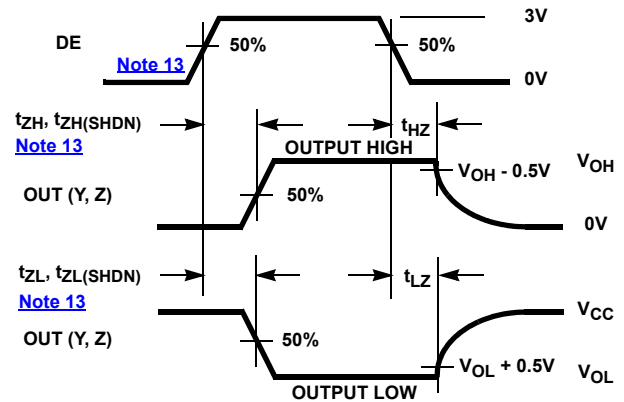 3V
DE
50%
50%
Note 13
0V
tZH, tZH(SHDN)
Note 13
tHZ
OUTPUT HIGH
VOH - 0.5V
VOH
OUT (Y, Z)
50%
0V
tZL, tZL(SHDN)
Note 13
tLZ
VCC
OUT (Y, Z)
50%
VOL + 0.5V
VOL
OUTPUT LOW